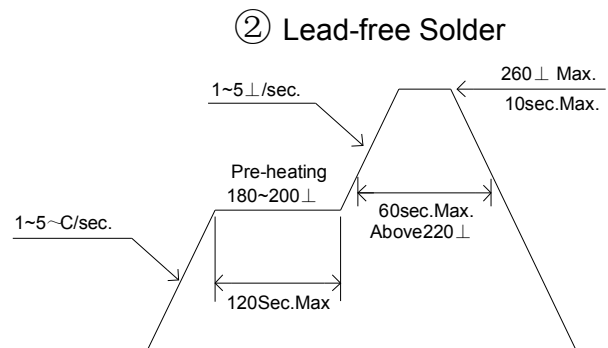 ② Lead-free Solder
260⊥ Max.
10sec.Max.
1~5⊥/sec.
Pre-heating
180~200⊥
60sec.Max.
Above220⊥
1~5~C/sec.
120Sec.Max